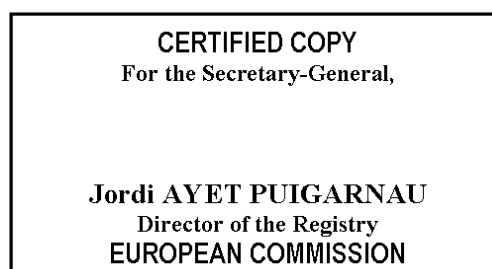 CERTIFIED COPY
For the Secretary-General,
Jordi AYET PUIGARNAU
Director of the Registry
EUROPEAN COMMISSION